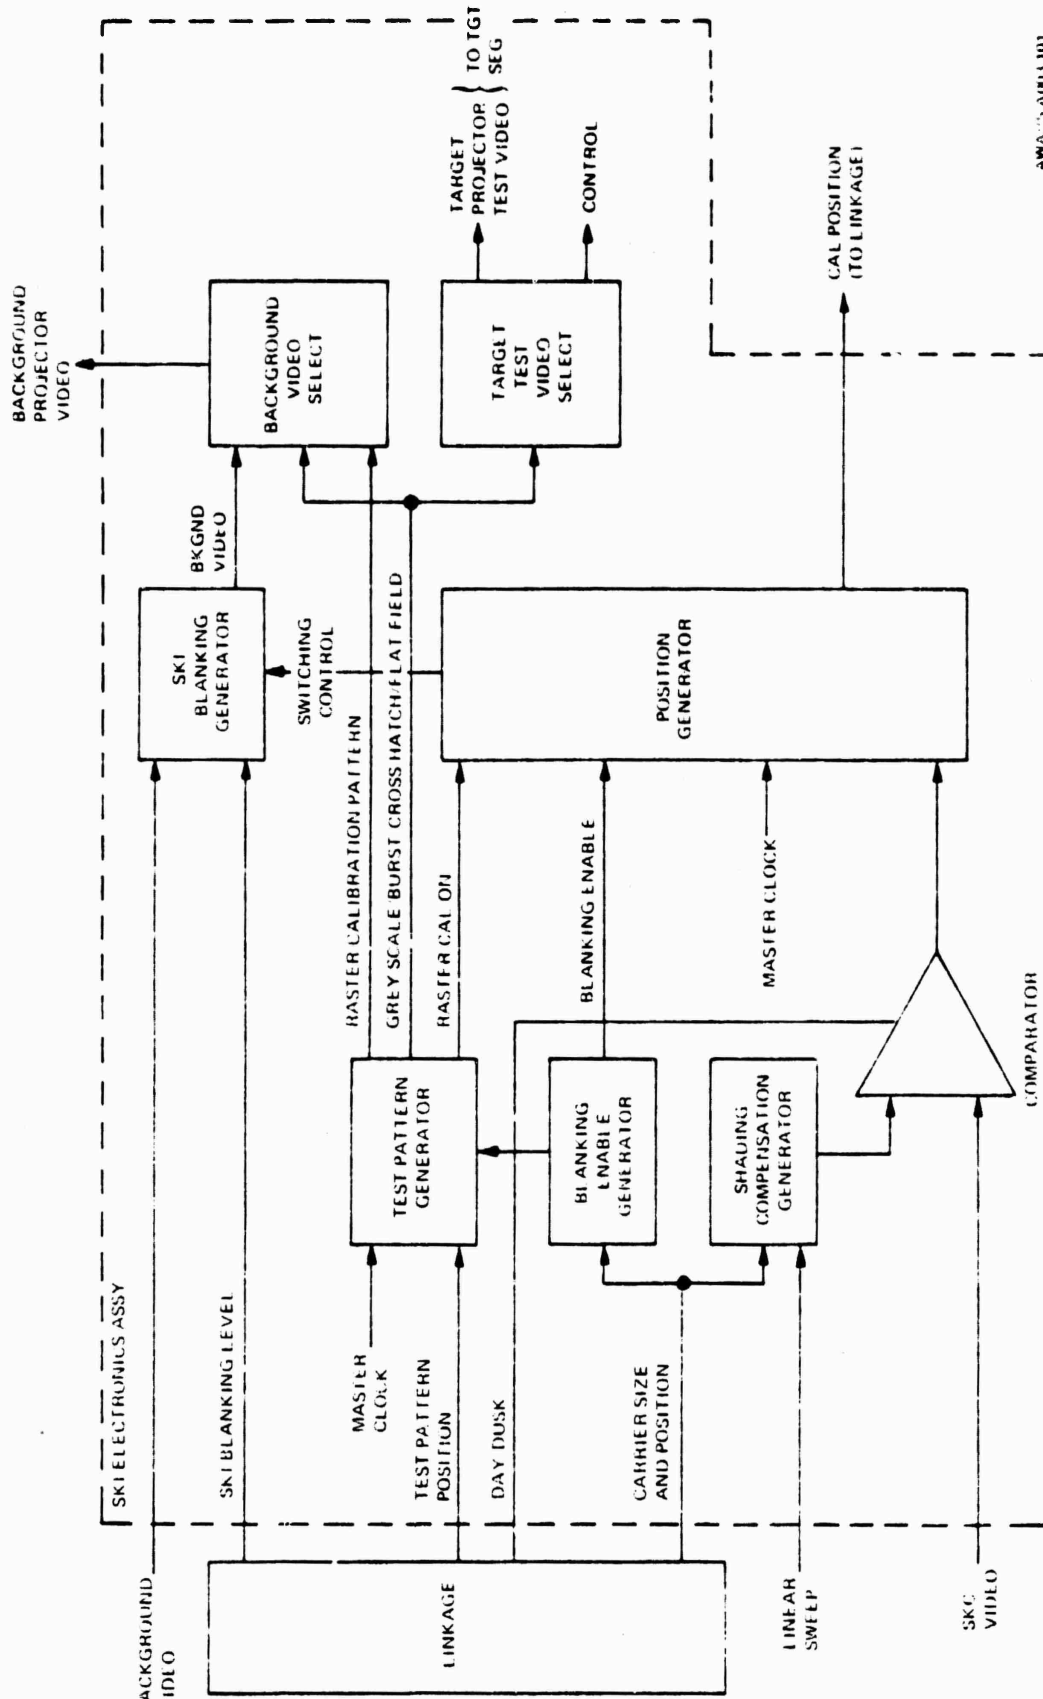 BACKGROUND
PROJECTOR
VIDEO
SKI ELECTRONICS ASSY
BKGND
VIDEO
SKI
BLANKING
GENERATOR
BACKGROUND
VIDEO
SELECT
TARGET
PROJECTOR
TEST VIDEO
TO TGT
SEG
CONTROL
TARGET
TEST
VIDEO
SELECT
SKI BLANKING LEVEL
SWITCHING
CONTROL
RASTER CALIBRATION PATTERN
GREY SCALE BURST CROSS HATCH/FLAT FIELD
RASTER CAL ON
MASTER
CLOCK
TEST PATTERN
GENERATOR
TEST PATTERN
POSITION
DAY DUSK
BLANKING ENABLE
BLANKING
ENABLE
GENERATOR
POSITION
GENERATOR
CARRIER SIZE
AND POSITION
MASTER CLOCK
SHADING
COMPENSATION
GENERATOR
CAL POSITION
(TO LINKAGE)
COMPARATOR
LINKAGE
LINEAR
SWEEP
SKC
VIDEO